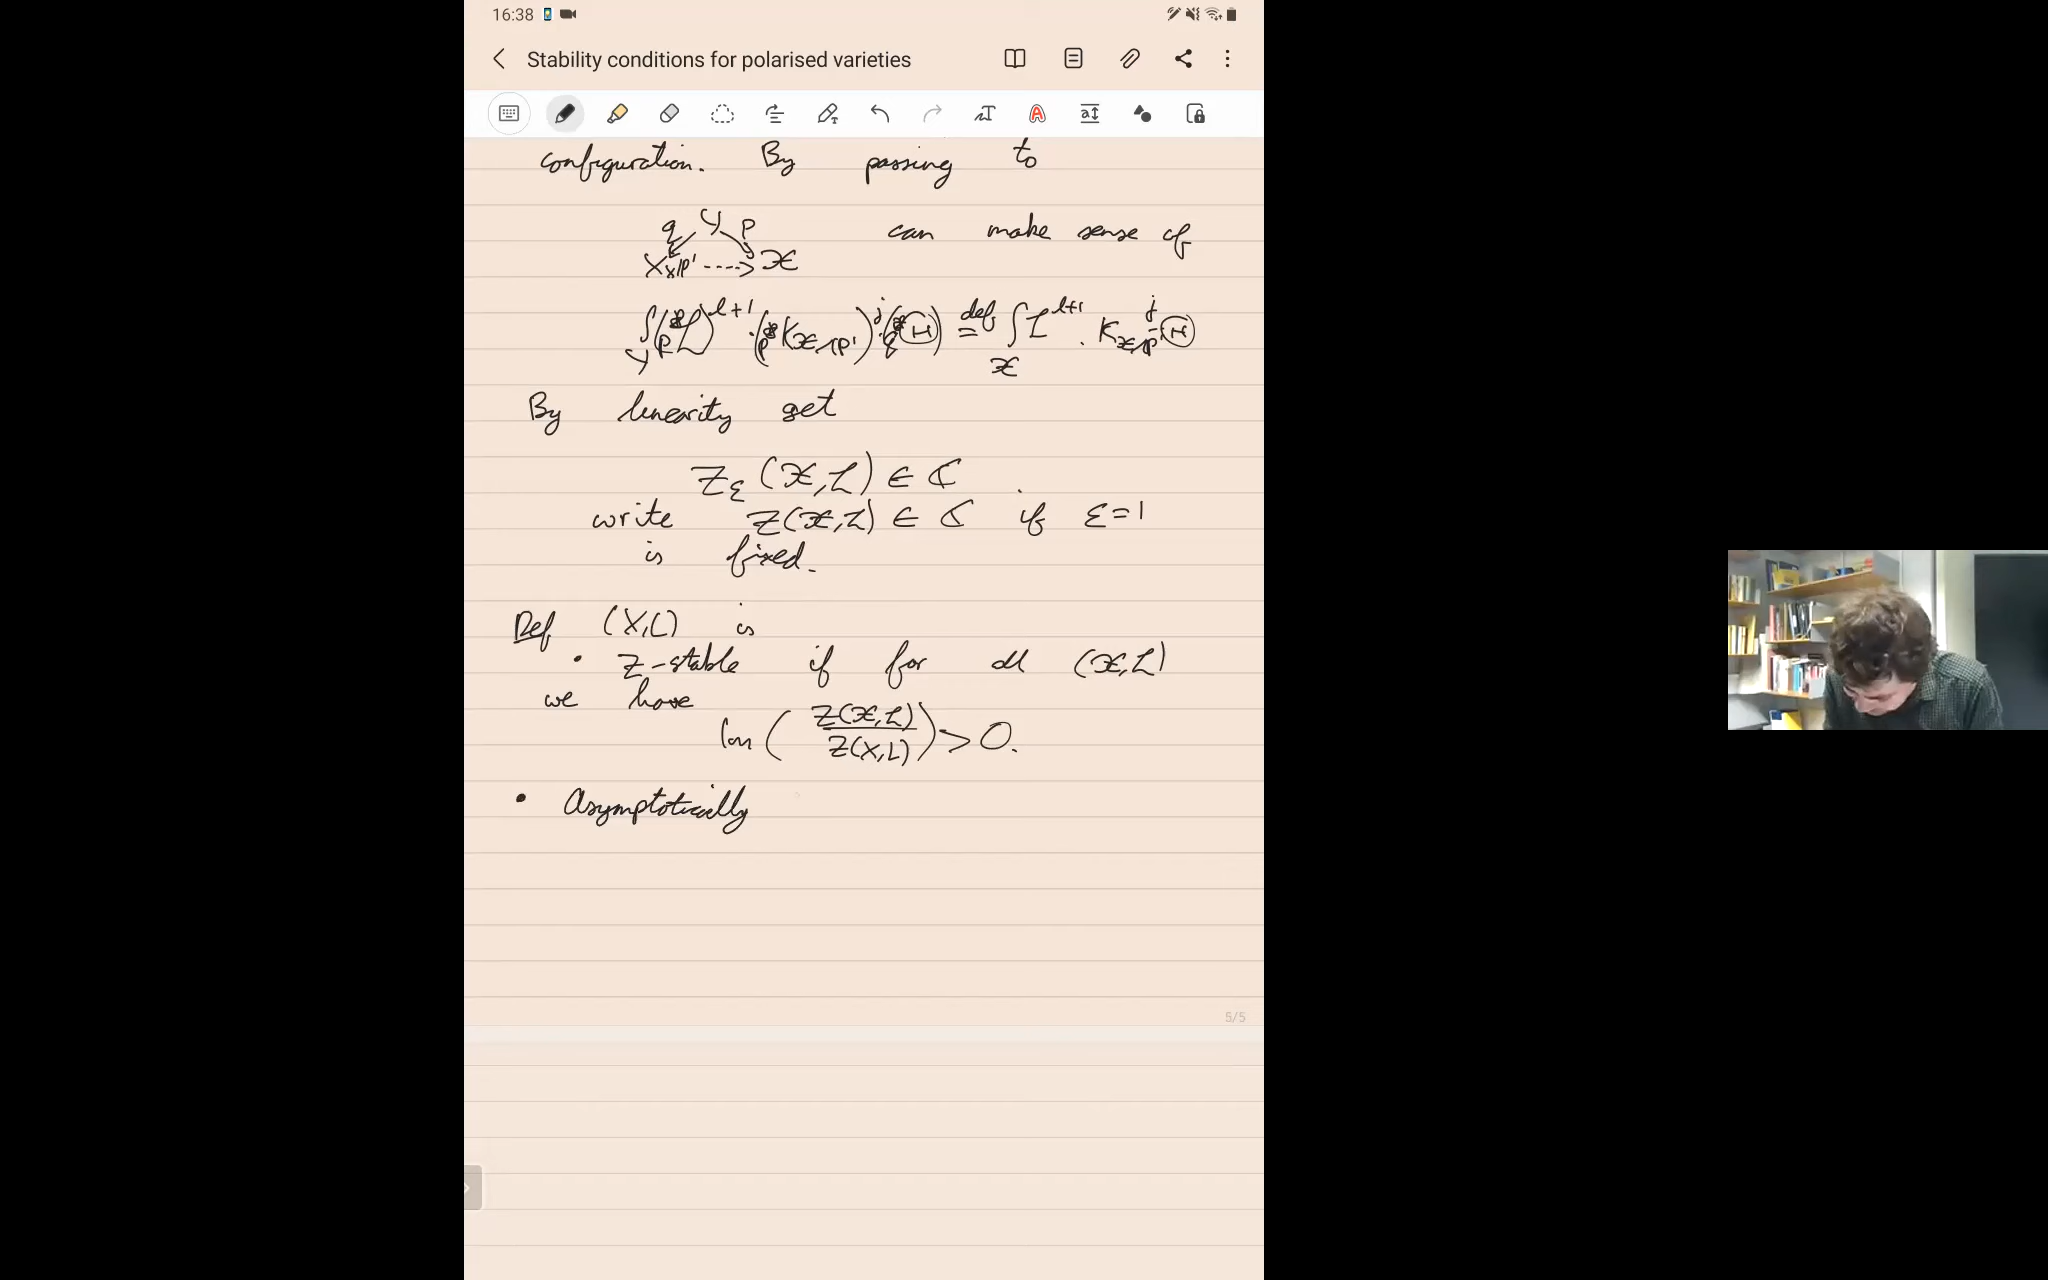 16:38
Stability conditions for polarised varieties
configuration. By passing to
q Y p can make sense of
X×P¹ ⇢ 𝒳
∫_Y (p*ℒ)^{l+1} · (p*K_{𝒳/P¹})^j · (q*Θ) =^{def} ∫_𝒳 ℒ^{l+1} · K^j_{𝒳/P¹} · Θ
By linearity get
Z_ε (𝒳, ℒ) ∈ ℂ
write Z(𝒳, ℒ) ∈ ℂ if ε = 1
is fixed.
Def (X, L) is
• Z-stable if for all (𝒳, ℒ)
we have
Im ( Z(𝒳, ℒ) / Z(X, L) ) > 0.
• Asymptotically
5/5